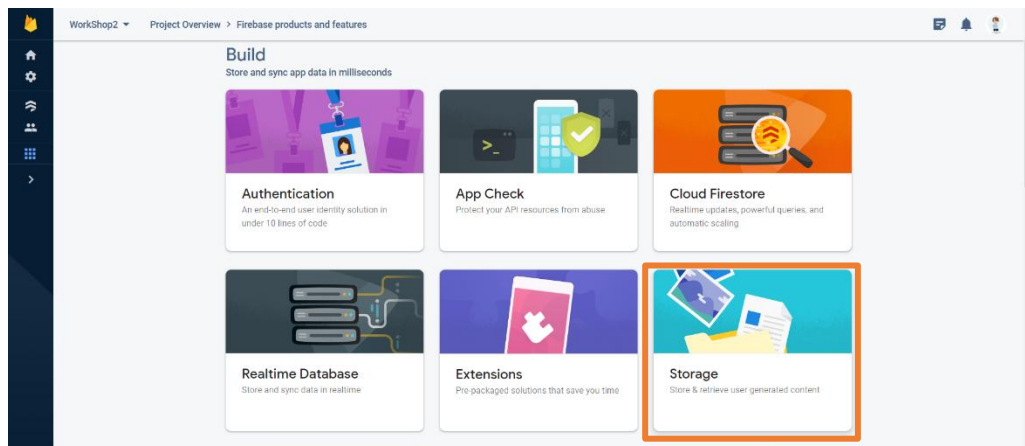 WorkShop2 Project Overview > Firebase products and features
Build
Store and sync app data in milliseconds
>_
Authentication
An end-to-end user identity solution in
under 10 lines of code
App Check
Protect your API resources from abuse
Cloud Firestore
Realtime updates, powerful queries, and
automatic scaling
Realtime Database
Store and sync data in realtime
Extensions
Pre-packaged solutions that save you time
Storage
Store & retrieve user generated content